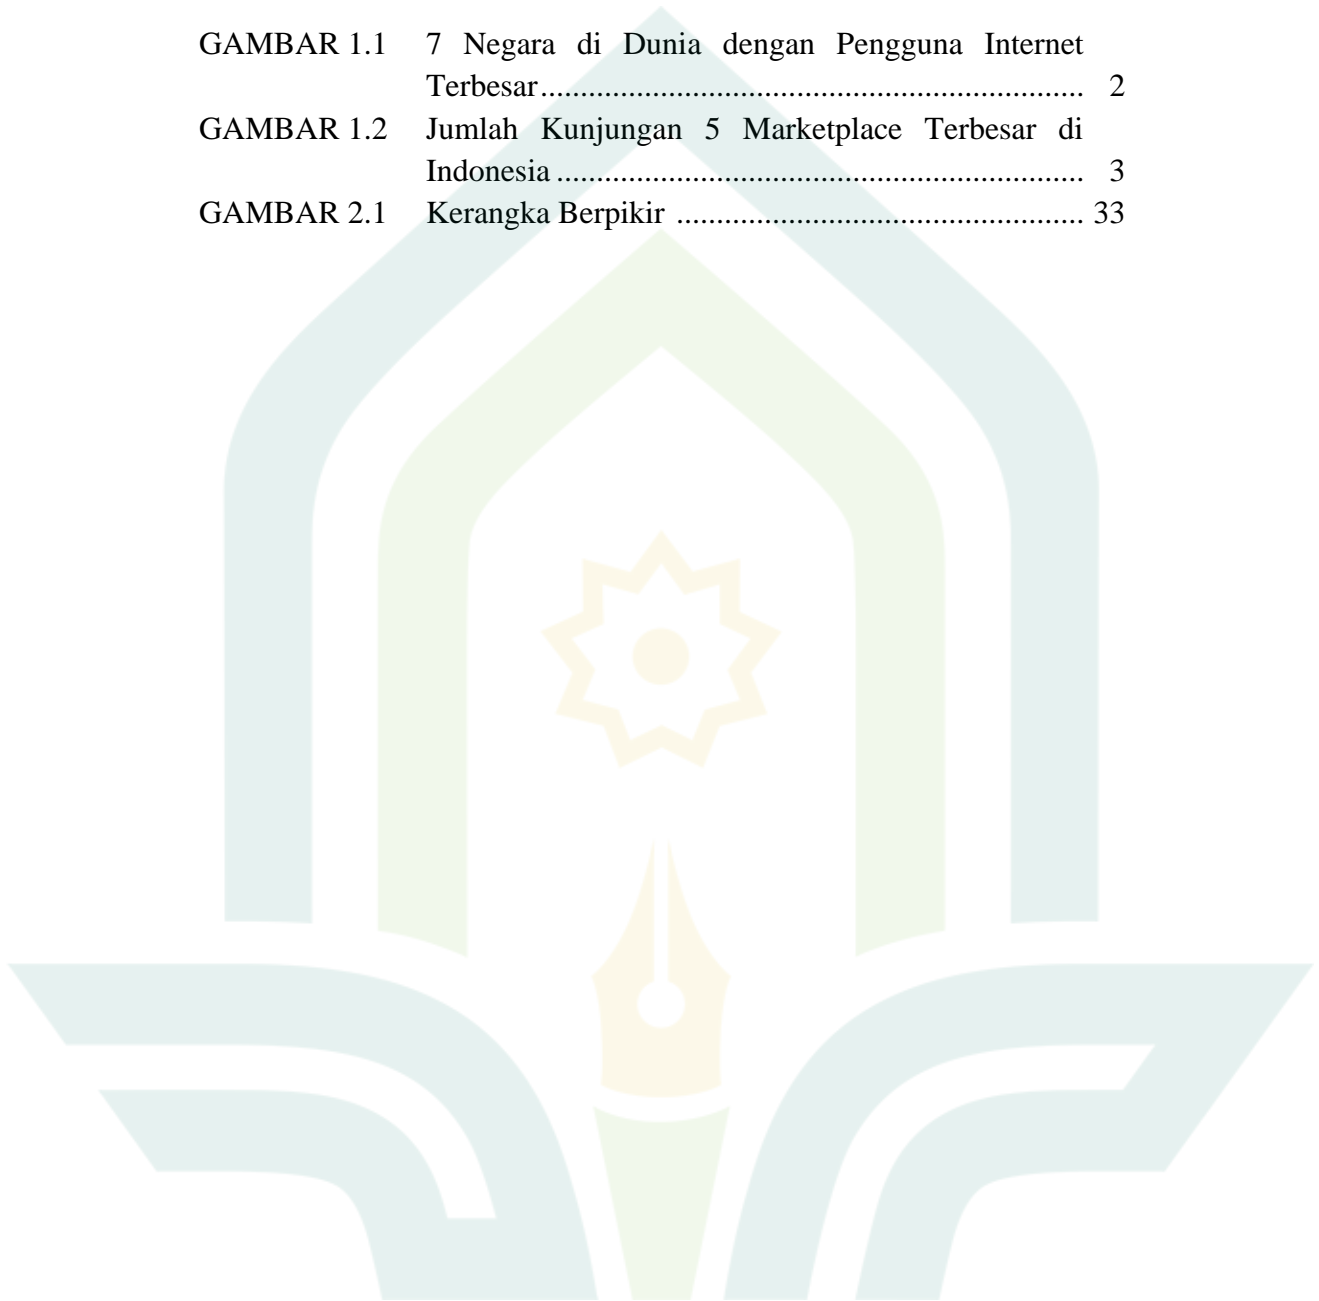 GAMBAR 1.1 7 Negara di Dunia dengan Pengguna Internet
Terbesar.................................................................... 2
GAMBAR 1.2 Jumlah Kunjungan 5 Marketplace Terbesar di
Indonesia .................................................................. 3
GAMBAR 2.1 Kerangka Berpikir ................................................... 33